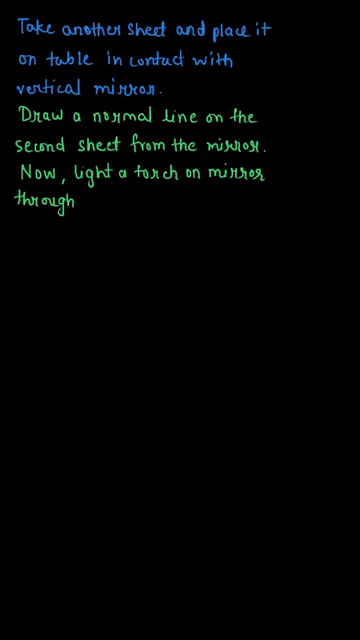 Take another sheet and place it
on table in contact with
vertical mirror.
Draw a normal line on the
second sheet from the mirror.
Now, light a torch on mirror
through